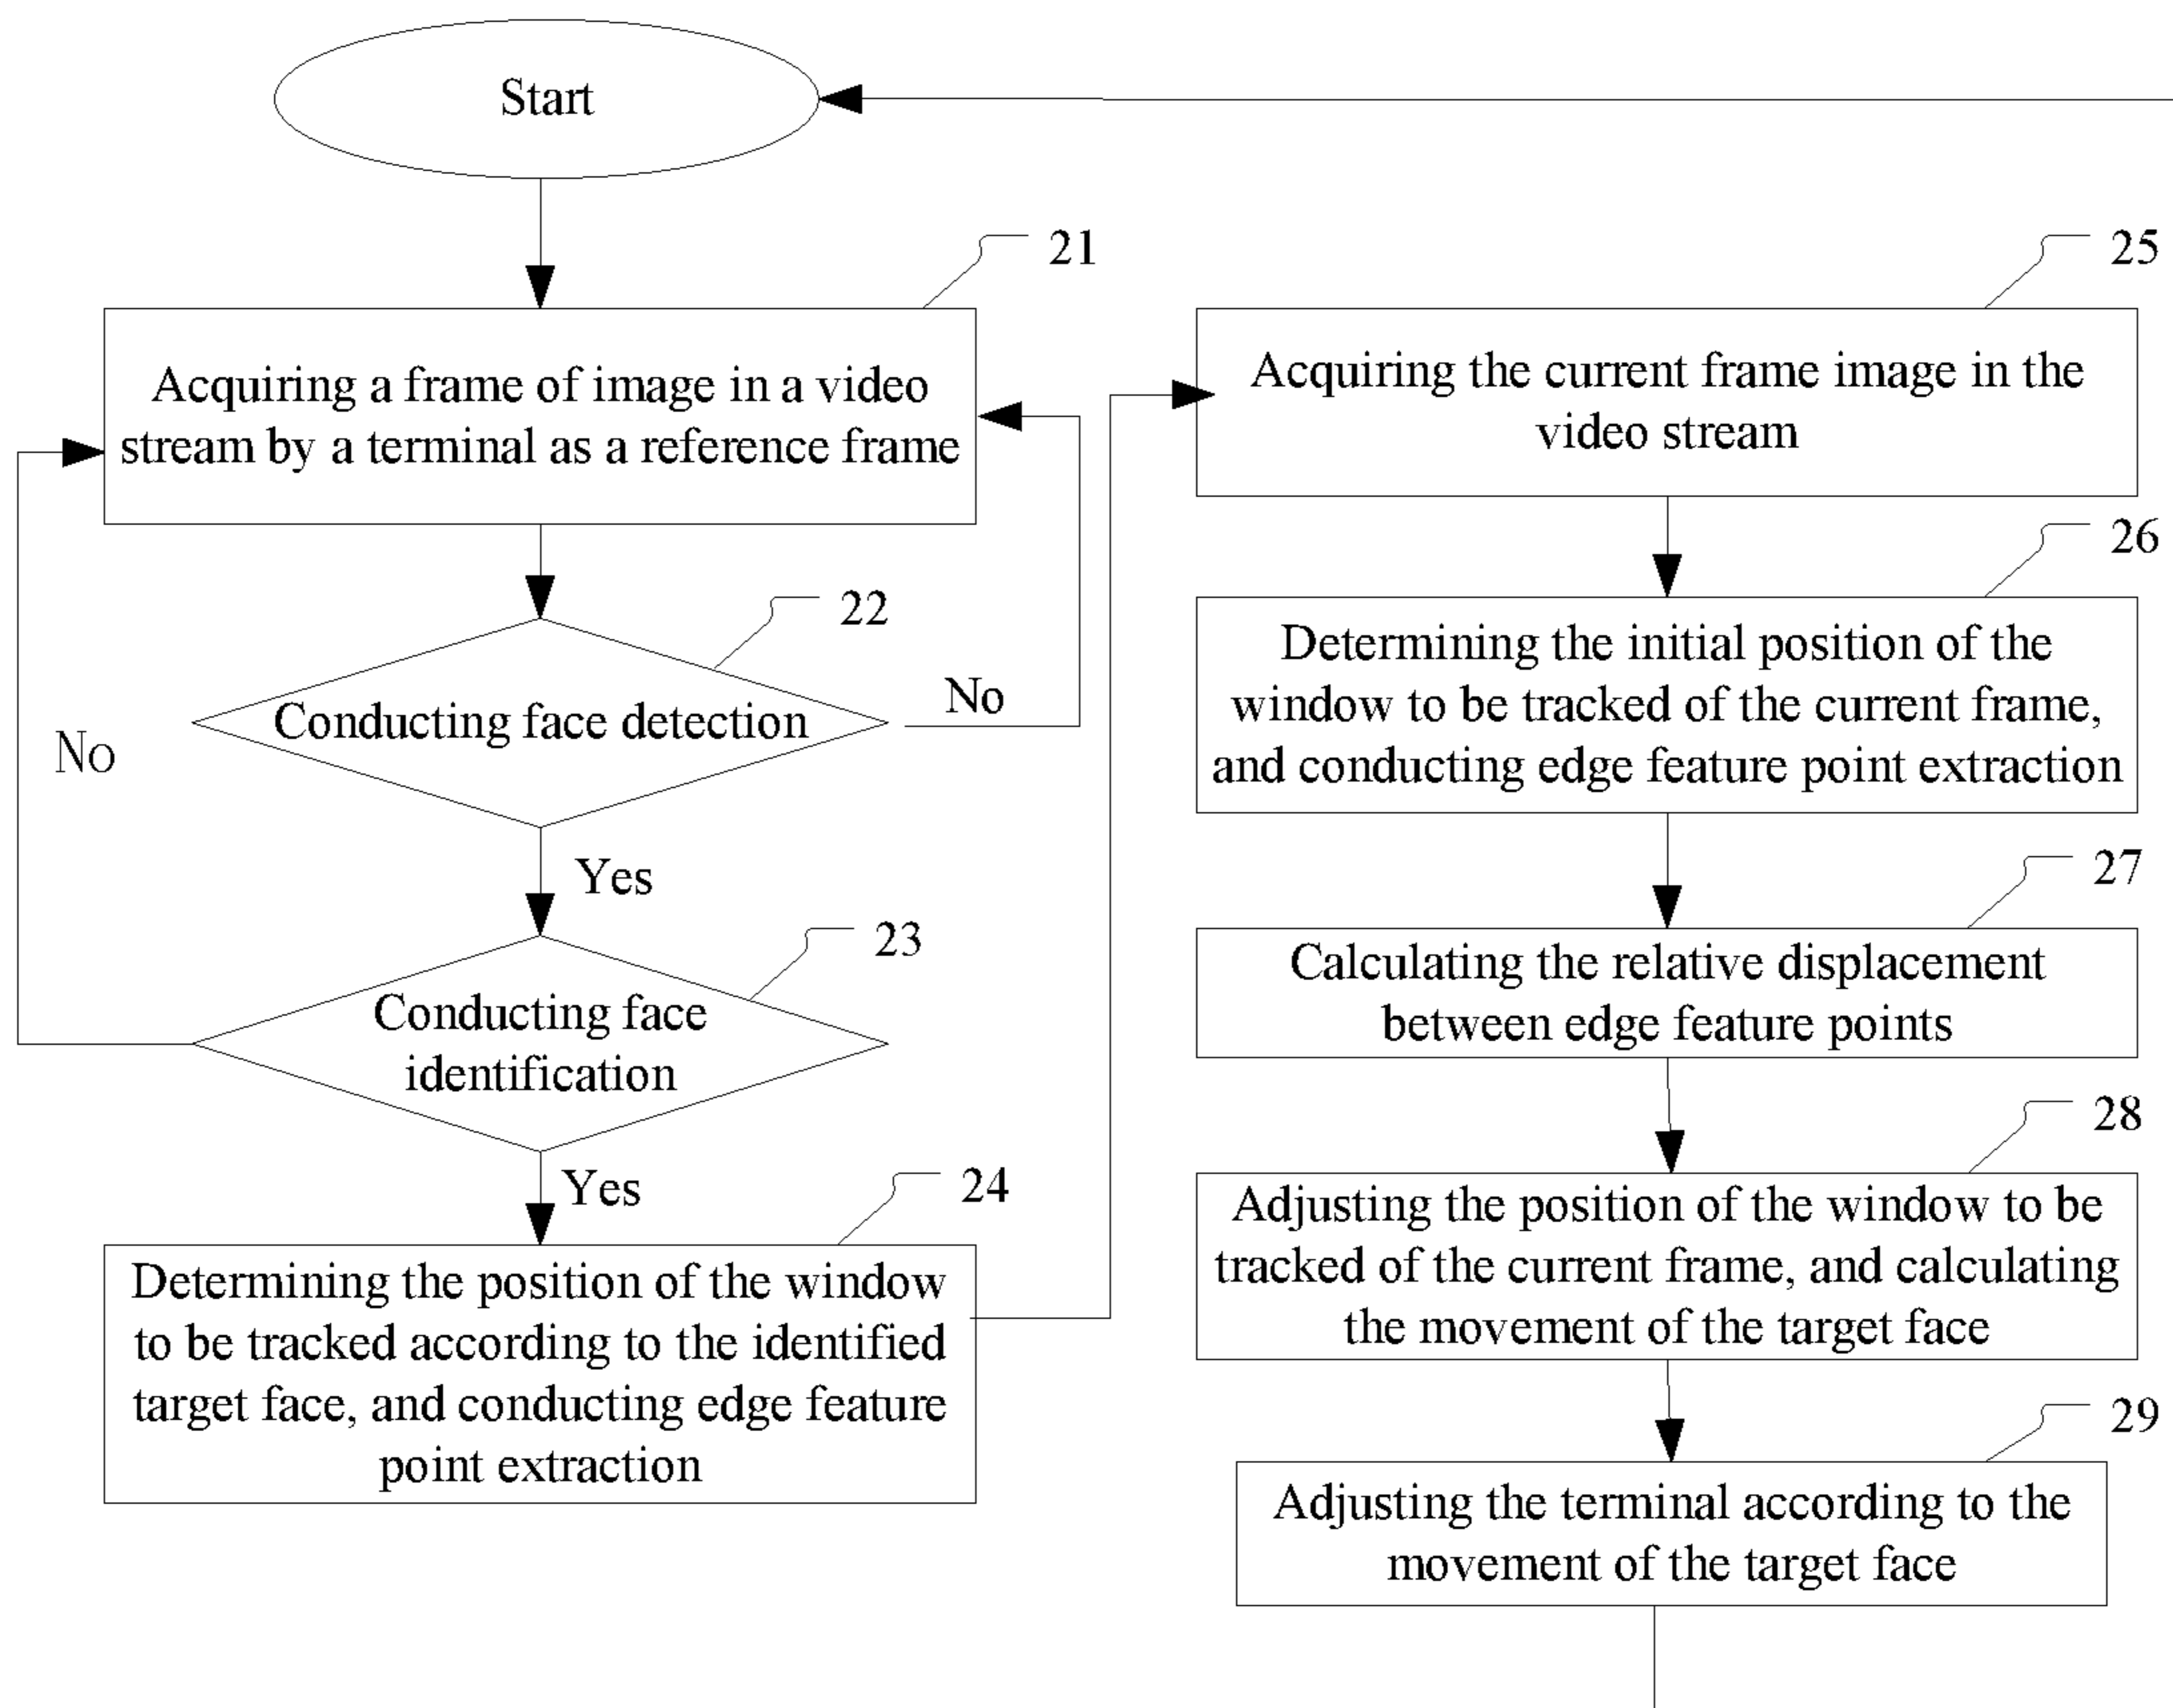 Start
21
Acquiring a frame of image in a video
stream by a terminal as a reference frame
22
Conducting face detection
No
No
Yes
23
Conducting face
identification
Yes
24
Determining the position of the window
to be tracked according to the identified
target face, and conducting edge feature
point extraction
25
Acquiring the current frame image in the
video stream
26
Determining the initial position of the
window to be tracked of the current frame,
and conducting edge feature point extraction
27
Calculating the relative displacement
between edge feature points
28
Adjusting the position of the window to be
tracked of the current frame, and calculating
the movement of the target face
29
Adjusting the terminal according to the
movement of the target face